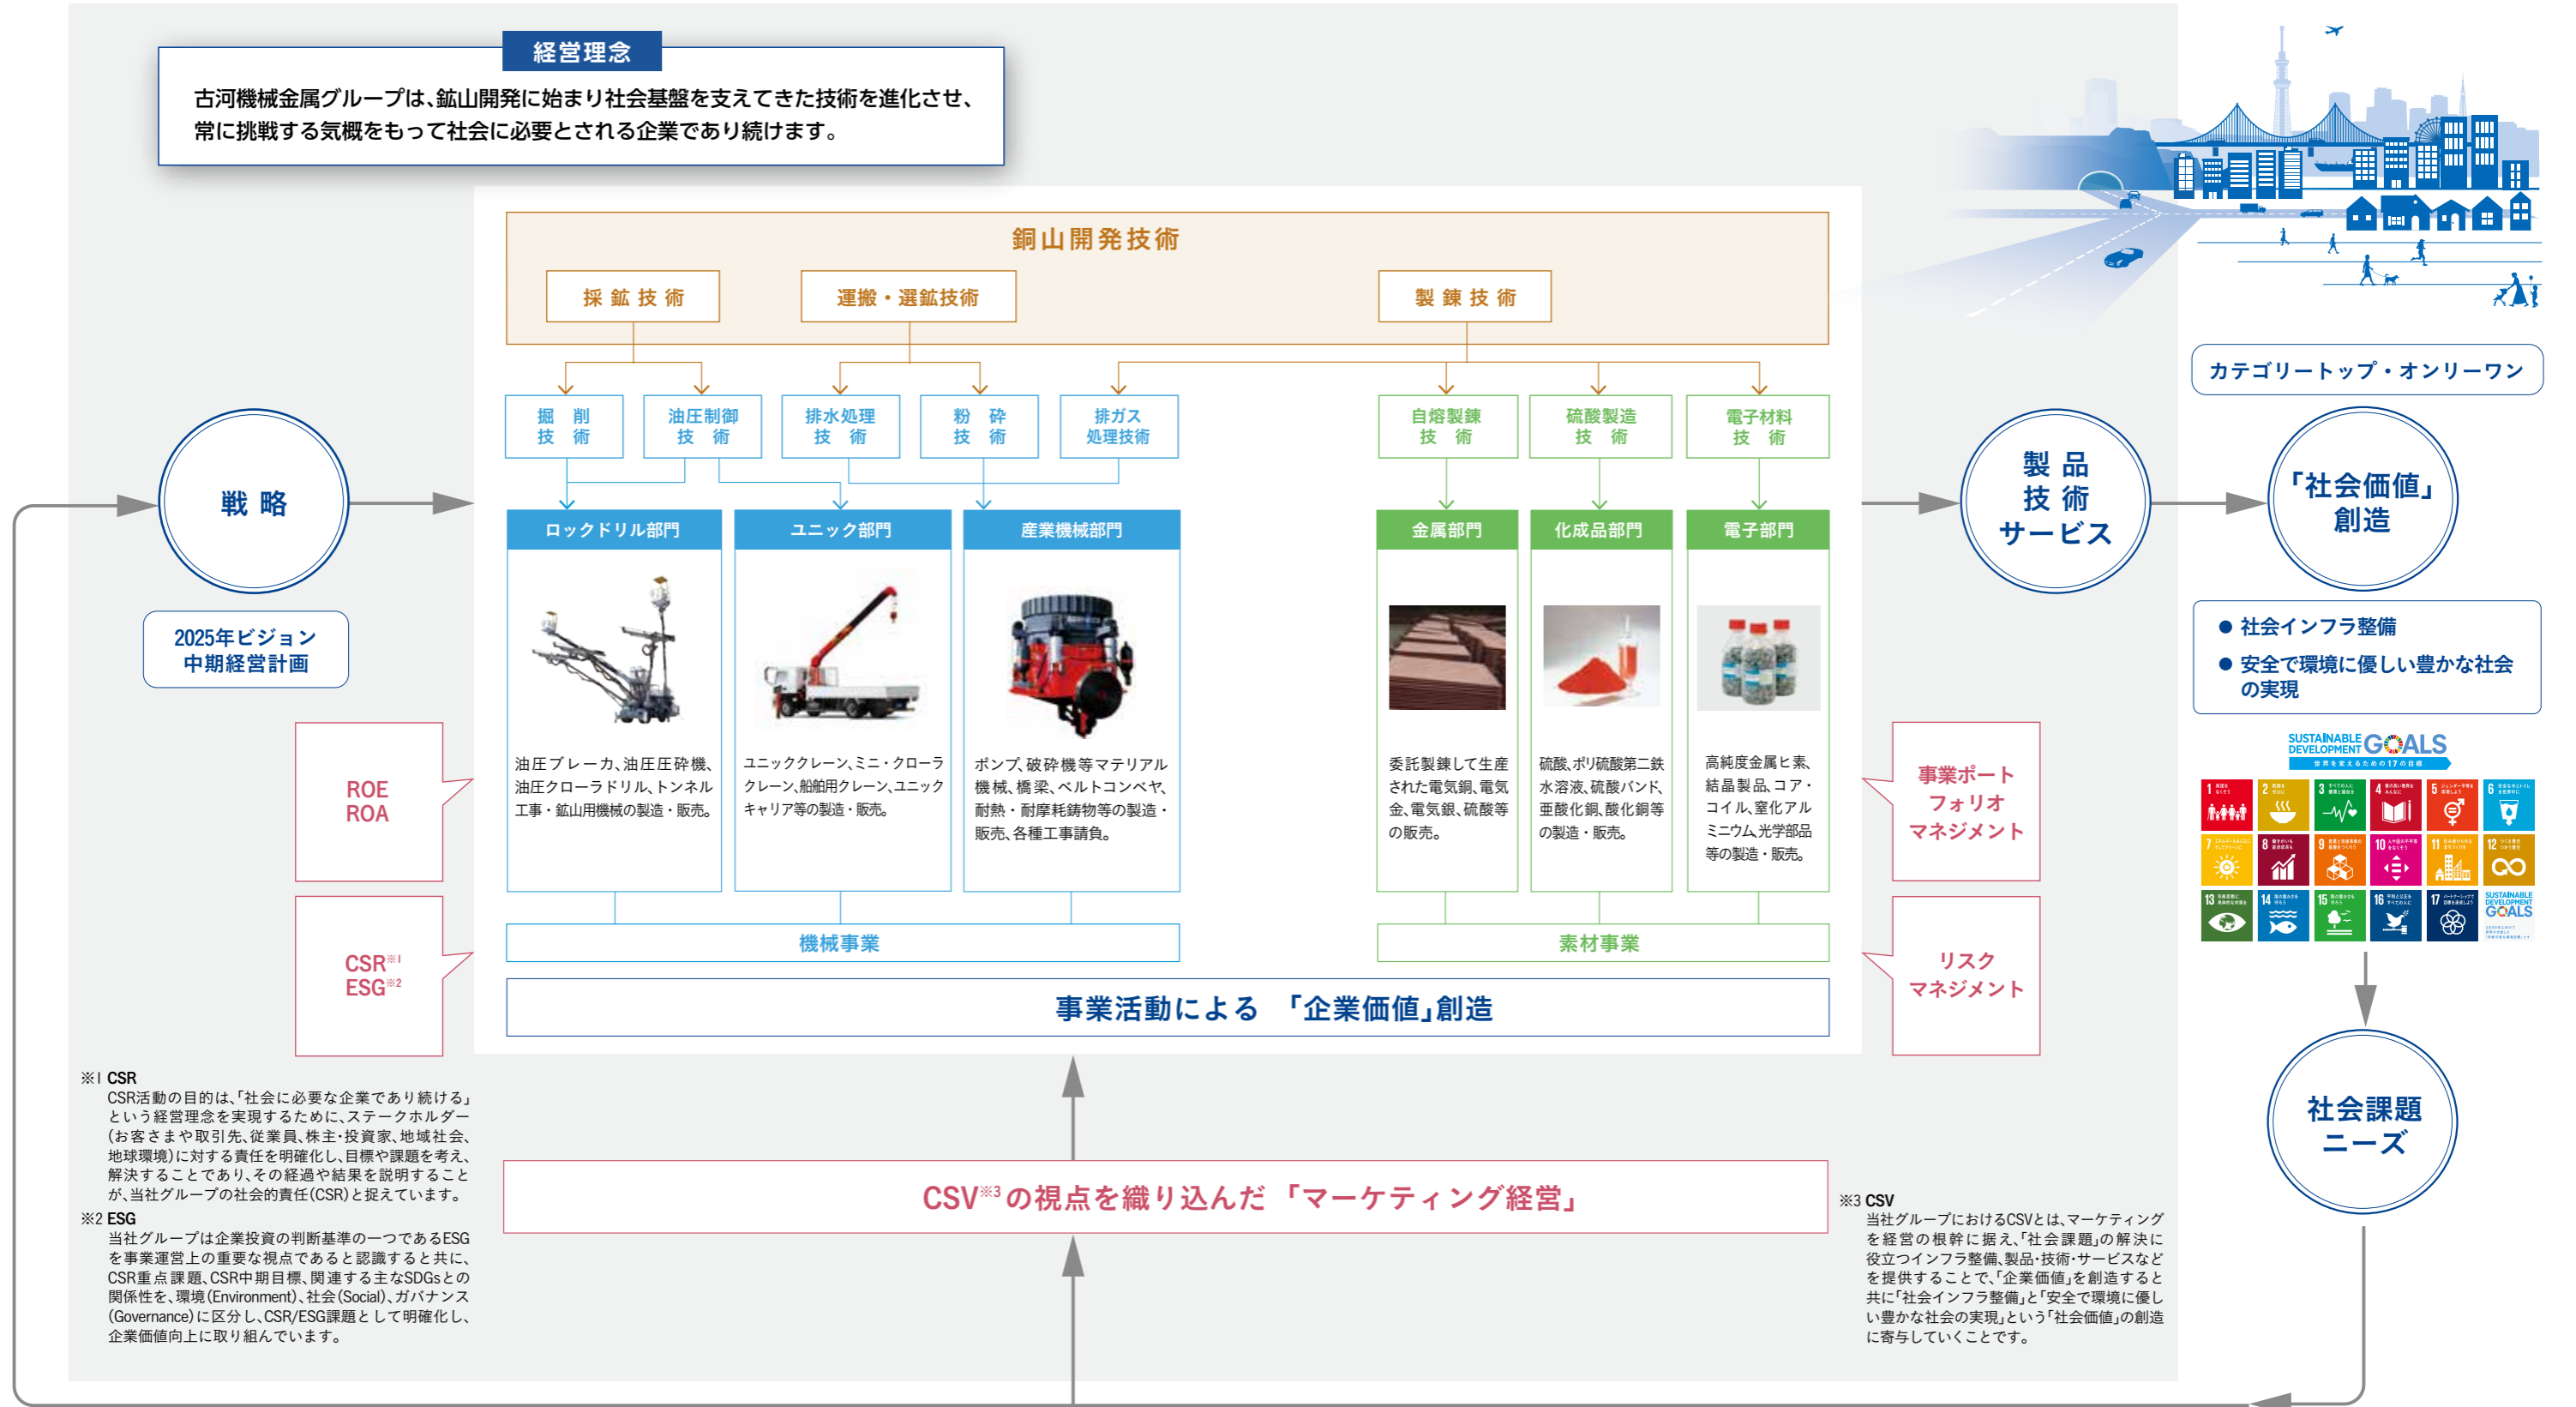 経営理念
古河機械金属グループは、鉱山開発に始まり社会基盤を支えてきた技術を進化させ、
常に挑戦する気概をもって社会に必要とされる企業であり続けます。
銅山開発技術
採鉱技術
運搬・選鉱技術
製錬技術
掘削
技術
油圧制御
技術
排水処理
技術
粉砕
技術
排ガス
処理技術
自熔製錬
技術
硫酸製造
技術
電子材料
技術
戦略
2025年ビジョン
中期経営計画
ROE
ROA
CSR※1
ESG※2
ロックドリル部門
油圧ブレーカ、油圧圧砕機、
油圧クローラドリル、トンネル
工事・鉱山用機械の製造・販売。
ユニック部門
ユニッククレーン、ミニ・クローラ
クレーン、船舶用クレーン、ユニック
キャリア等の製造・販売。
産業機械部門
ポンプ、破砕機等マテリアル
機械、橋梁、ベルトコンベヤ、
耐熱・耐摩耗鋳物等の製造・
販売、各種工事請負。
金属部門
委託製錬して生産
された電気銅、電気
金、電気銀、硫酸等
の販売。
化成品部門
硫酸、ポリ硫酸第二鉄
水溶液、硫酸バンド、
亜酸化銅、酸化銅等
の製造・販売。
電子部門
高純度金属ヒ素、
結晶製品、コア・
コイル、窒化アル
ミニウム、光学部品
等の製造・販売。
機械事業
素材事業
事業活動による 「企業価値」創造
CSV※3の視点を織り込んだ 「マーケティング経営」
事業ポート
フォリオ
マネジメント
リスク
マネジメント
製品
技術
サービス
カテゴリートップ・オンリーワン
「社会価値」
創造
● 社会インフラ整備
● 安全で環境に優しい豊かな社会
の実現
SUSTAINABLE
DEVELOPMENT GOALS
世界を変えるための17の目標
1
2
3
4
5
6
7
8
9
10
11
12
13
14
15
16
17
SUSTAINABLE
DEVELOPMENT
GOALS
社会課題
ニーズ
※1 CSR
CSR活動の目的は、「社会に必要な企業であり続ける」
という経営理念を実現するために、ステークホルダー
(お客さまや取引先、従業員、株主・投資家、地域社会、
地球環境)に対する責任を明確化し、目標や課題を考え、
解決することであり、その経過や結果を説明すること
が、当社グループの社会的責任(CSR)と捉えています。
※2 ESG
当社グループは企業投資の判断基準の一つであるESG
を事業運営上の重要な視点であると認識すると共に、
CSR重点課題、CSR中期目標、関連する主なSDGsとの
関係性を、環境(Environment)、社会(Social)、ガバナンス
(Governance)に区分し、CSR/ESG課題として明確化し、
企業価値向上に取り組んでいます。
※3 CSV
当社グループにおけるCSVとは、マーケティング
を経営の根幹に据え、「社会課題」の解決に
役立つインフラ整備、製品・技術・サービスなど
を提供することで、「企業価値」を創造すると
共に「社会インフラ整備」と「安全で環境に優し
い豊かな社会の実現」という「社会価値」の創造
に寄与していくことです。